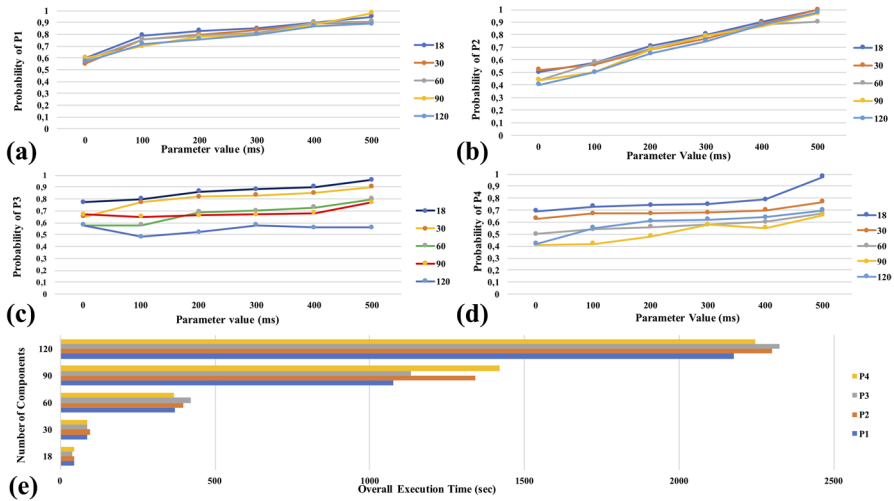 1
0,9
0,8
0,7
0,6
0,5
0,4
0,3
0,2
0,1
0
Probability of P1
0 100 200 300 400 500
Parameter value (ms)
18
30
60
90
120
(a)
1
0,9
0,8
0,7
0,6
0,5
0,4
0,3
0,2
0,1
0
Probability of P2
0 100 200 300 400 500
Parameter Value (ms)
18
30
60
90
120
(b)
1
0,9
0,8
0,7
0,6
0,5
0,4
0,3
0,2
0,1
0
Probability of P3
0 100 200 300 400 500
Parameter value (ms)
18
30
60
90
120
(c)
1
0,9
0,8
0,7
0,6
0,5
0,4
0,3
0,2
0,1
0
Probability of P4
0 100 200 300 400 500
Parameter value (ms)
18
30
60
90
120
(d)
Number of Components
120
90
60
30
18
0 500 1000 1500 2000 2500
Overall Execution Time (sec)
P4
P3
P2
P1
(e)